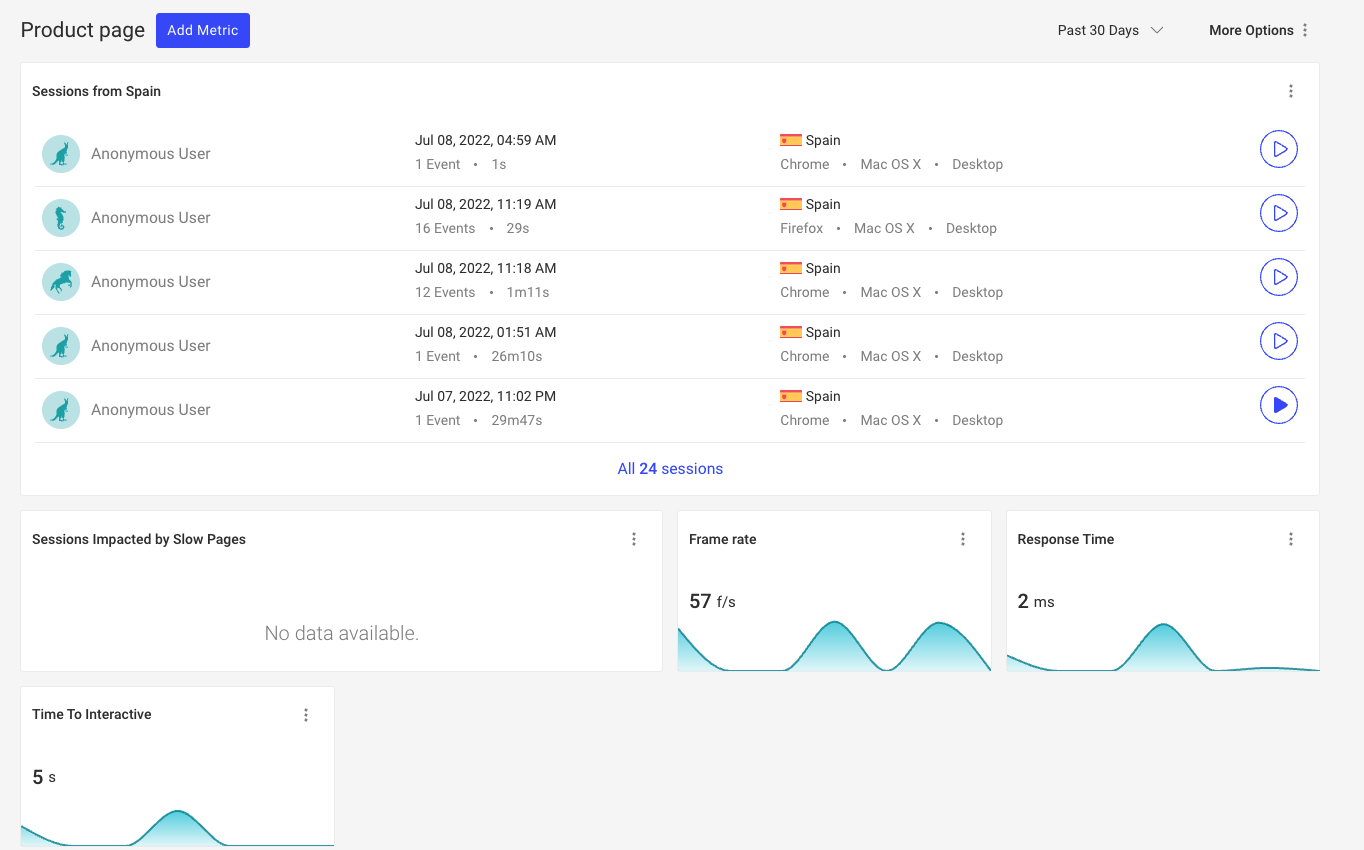 Product page
Add Metric
Past 30 Days
More Options
Sessions from Spain
Anonymous User
Jul 08, 2022, 04:59 AM
1 Event • 1s
Spain
Chrome • Mac OS X • Desktop
Anonymous User
Jul 08, 2022, 11:19 AM
16 Events • 29s
Spain
Firefox • Mac OS X • Desktop
Anonymous User
Jul 08, 2022, 11:18 AM
12 Events • 1m11s
Spain
Chrome • Mac OS X • Desktop
Anonymous User
Jul 08, 2022, 01:51 AM
1 Event • 26m10s
Spain
Chrome • Mac OS X • Desktop
Anonymous User
Jul 07, 2022, 11:02 PM
1 Event • 29m47s
Spain
Chrome • Mac OS X • Desktop
All 24 sessions
Sessions Impacted by Slow Pages
No data available.
Frame rate
57 f/s
Response Time
2 ms
Time To Interactive
5 s